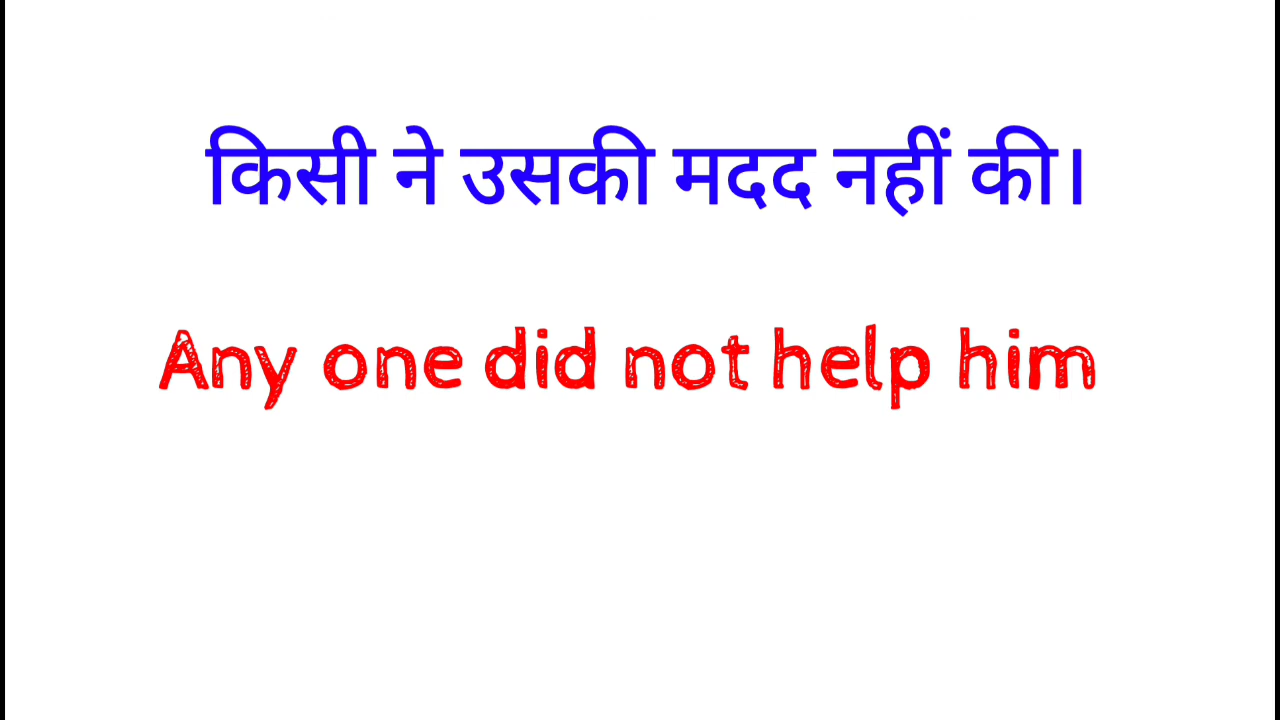 किसी ने उसकी मदद नहीं की।
Any one did not help him